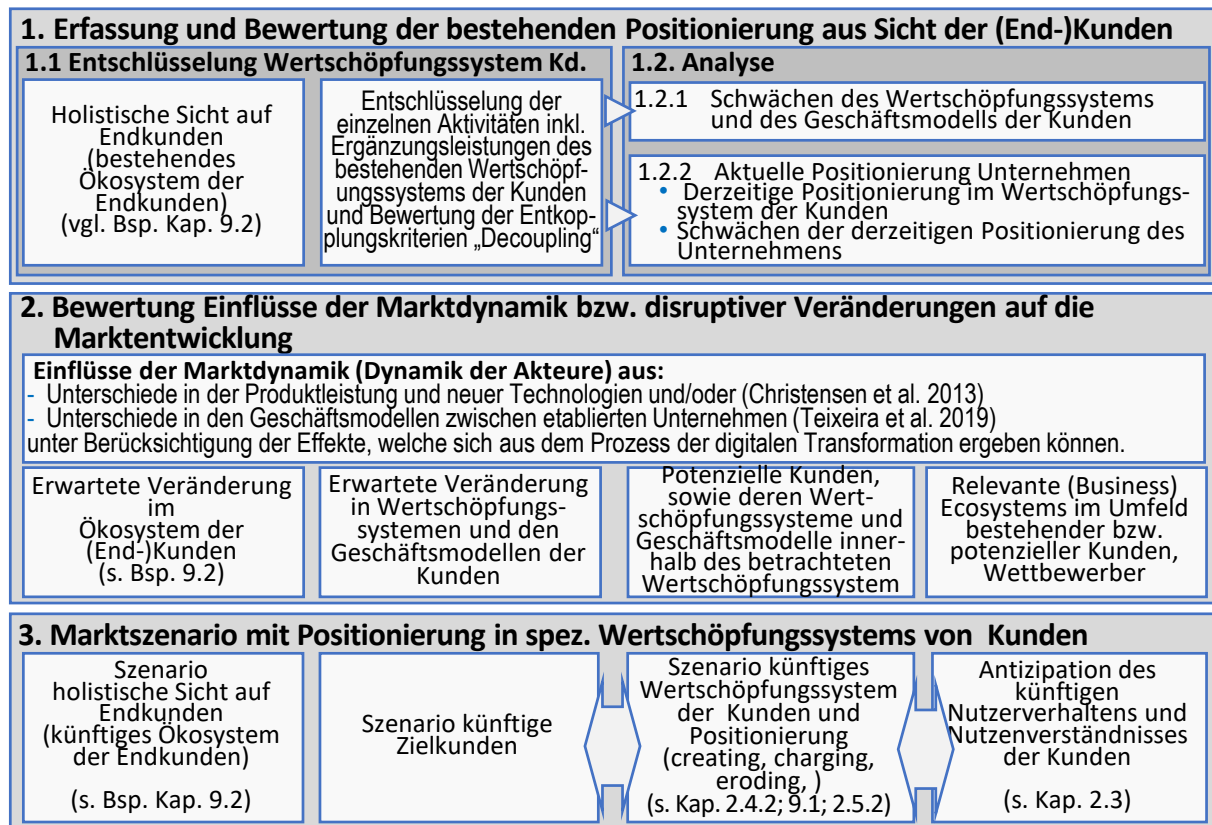 1. Erfassung und Bewertung der bestehenden Positionierung aus Sicht der (End-)Kunden
1.1 Entschlüsselung Wertschöpfungssystem Kd.
Holistische Sicht auf
Endkunden
(bestehendes
Ökosystem der
Endkunden)
(vgl. Bsp. Kap. 9.2)
Entschlüsselung der
einzelnen Aktivitäten inkl.
Ergänzungsleistungen des
bestehenden Wertschöpf-
ungssystems der Kunden
und Bewertung der Entkop-
plungskriterien „Decoupling“
1.2. Analyse
1.2.1 Schwächen des Wertschöpfungssystems
und des Geschäftsmodells der Kunden
1.2.2 Aktuelle Positionierung Unternehmen
• Derzeitige Positionierung im Wertschöpfungs-
system der Kunden
• Schwächen der derzeitigen Positionierung des
Unternehmens
2. Bewertung Einflüsse der Marktdynamik bzw. disruptiver Veränderungen auf die
Marktentwicklung
Einflüsse der Marktdynamik (Dynamik der Akteure) aus:
- Unterschiede in der Produktleistung und neuer Technologien und/oder (Christensen et al. 2013)
- Unterschiede in den Geschäftsmodellen zwischen etablierten Unternehmen (Teixeira et al. 2019)
unter Berücksichtigung der Effekte, welche sich aus dem Prozess der digitalen Transformation ergeben können.
Erwartete Veränderung
im
Ökosystem der
(End-)Kunden
(s. Bsp. 9.2)
Erwartete Veränderung
in Wertschöpfungs-
systemen und den
Geschäftsmodellen der
Kunden
Potenzielle Kunden,
sowie deren Wert-
schöpfungssysteme und
Geschäftsmodelle inner-
halb des betrachteten
Wertschöpfungssystem
Relevante (Business)
Ecosystems im Umfeld
bestehender bzw.
potenzieller Kunden,
Wettbewerber
3. Marktszenario mit Positionierung in spez. Wertschöpfungssystems von Kunden
Szenario
holistische Sicht auf
Endkunden
(künftiges Ökosystem
der Endkunden)
(s. Bsp. Kap. 9.2)
Szenario künftige
Zielkunden
Szenario künftiges
Wertschöpfungssystem
der Kunden und
Positionierung
(creating, charging,
eroding, )
(s. Kap. 2.4.2; 9.1; 2.5.2)
Antizipation des
künftigen
Nutzerverhaltens und
Nutzenverständnisses
der Kunden
(s. Kap. 2.3)